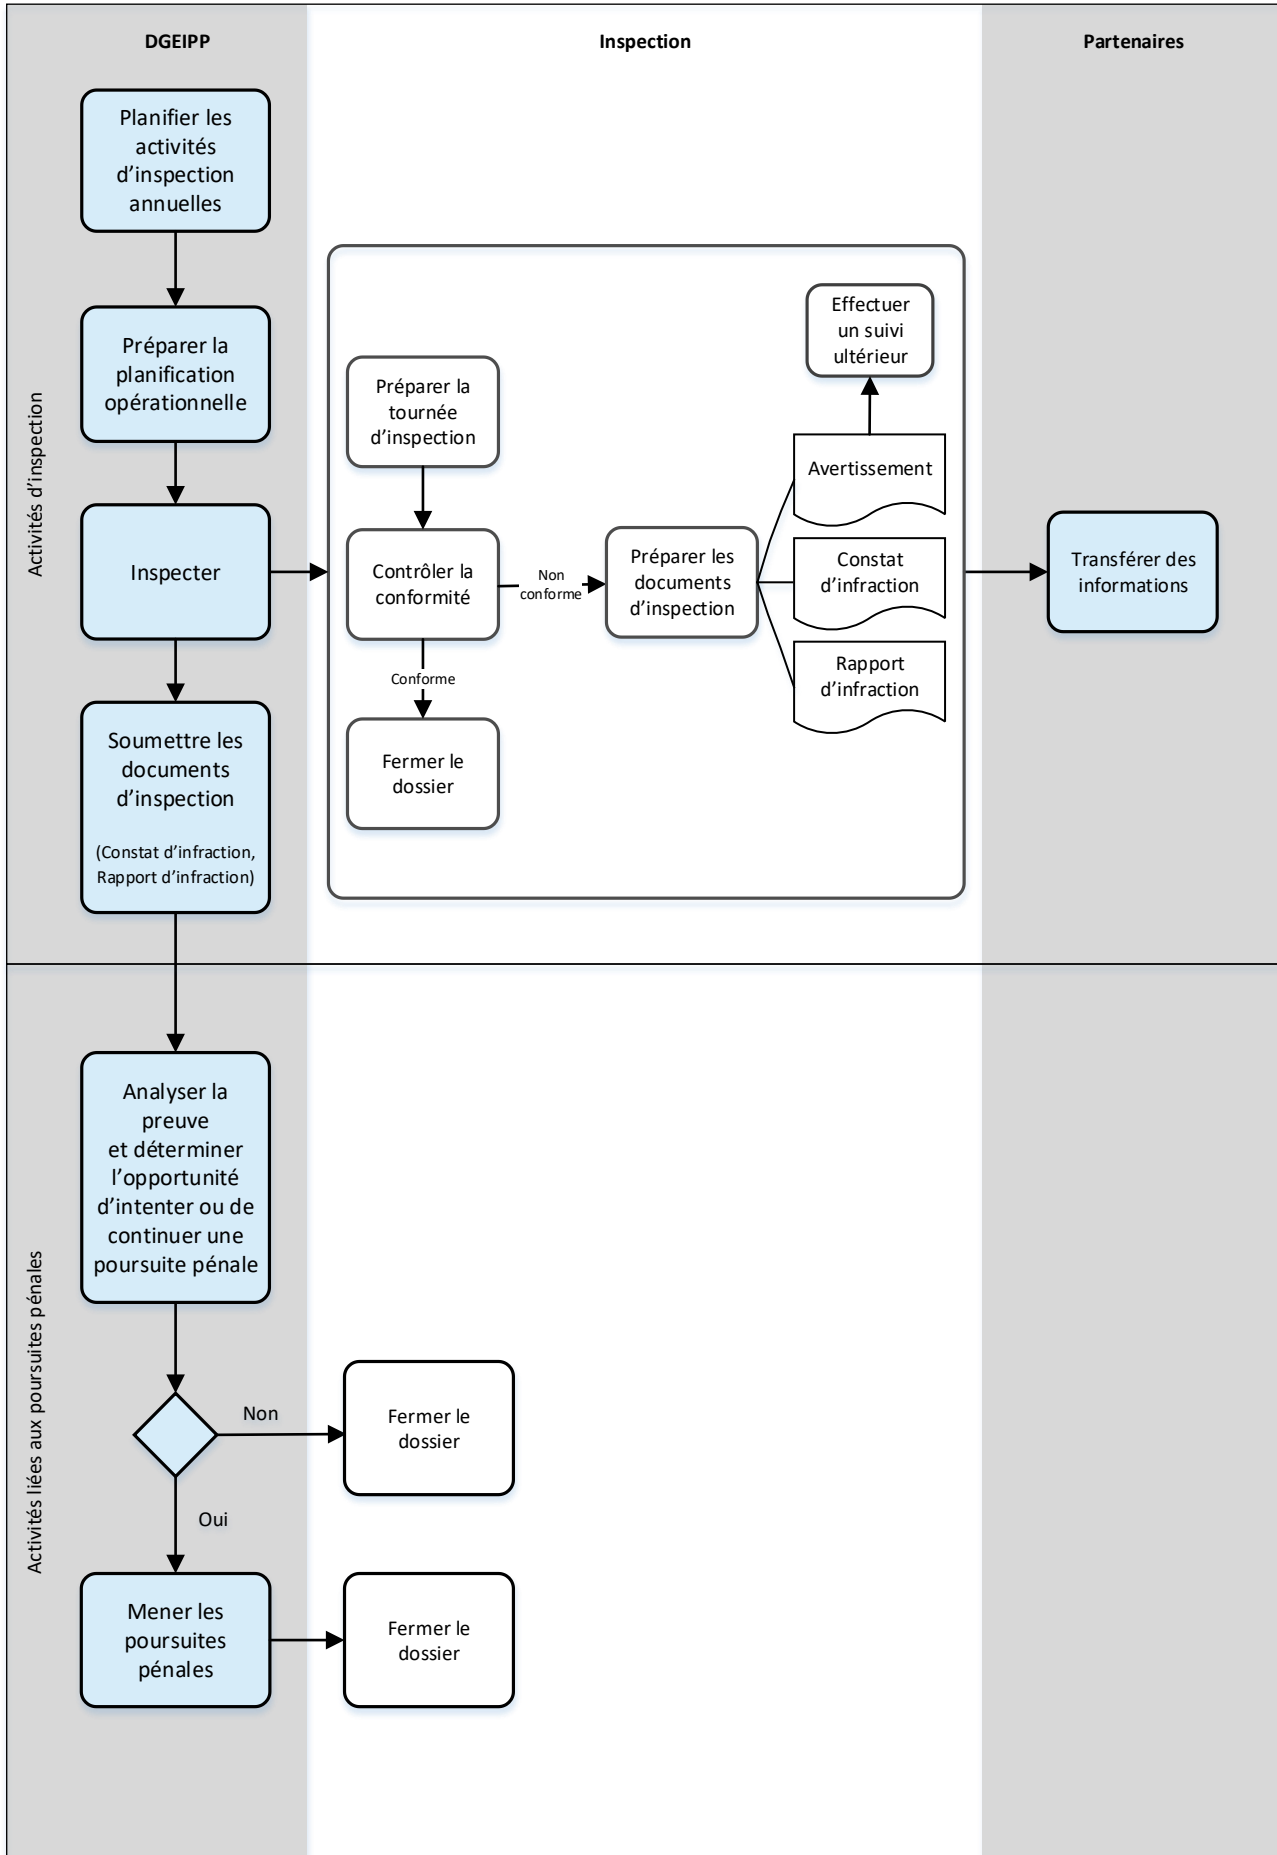 DGEIPP
Inspection
Partenaires
Activités d’inspection
Planifier les
activités
d’inspection
annuelles
Préparer la
planification
opérationnelle
Inspecter
Soumettre les
documents
d’inspection
(Constat d’infraction,
Rapport d’infraction)
Préparer la
tournée
d’inspection
Contrôler la
conformité
Conforme
Fermer le
dossier
Non
conforme
Préparer les
documents
d’inspection
Effectuer
un suivi
ultérieur
Avertissement
Constat
d’infraction
Rapport
d’infraction
Transférer des
informations
Activités liées aux poursuites pénales
Analyser la
preuve
et déterminer
l’opportunité
d’intenter ou de
continuer une
poursuite pénale
Non
Fermer le
dossier
Oui
Mener les
poursuites
pénales
Fermer le
dossier